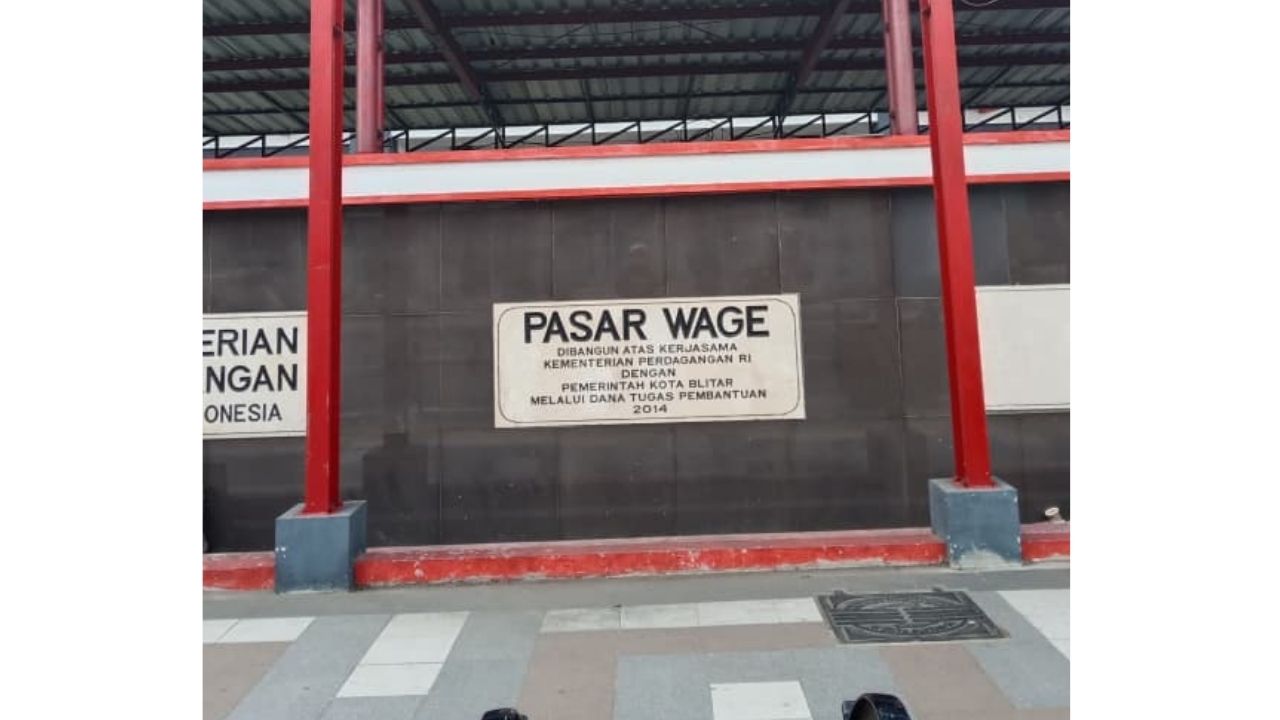 ERIAN
NGAN
ONESIA
PASAR WAGE
DIBANGUN ATAS KERJASAMA
KEMENTERIAN PERDAGANGAN RI
DENGAN
PEMERINTAH KOTA BLITAR
MELALUI DANA TUGAS PEMBANTUAN
2014